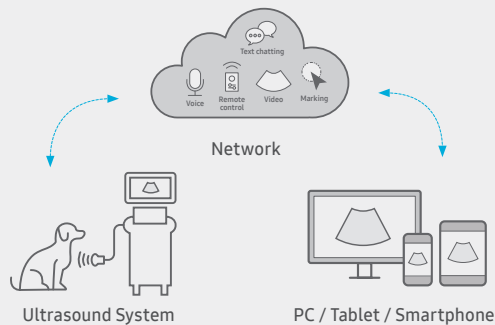 Text chatting
Voice
Remote
control
Video
Marking
Network
Ultrasound System
PC / Tablet / Smartphone